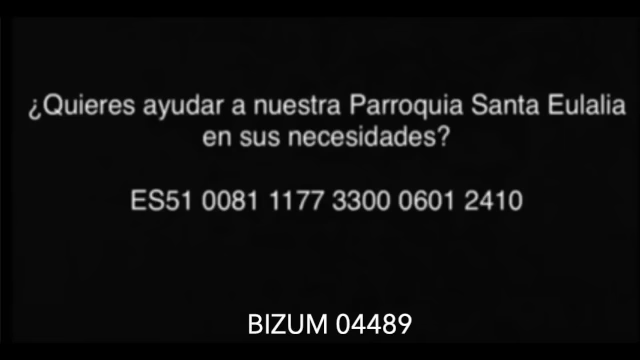 ¿Quieres ayudar a nuestra Parroquia Santa Eulalia
en sus necesidades?
ES51 0081 1177 3300 0601 2410
BIZUM 04489